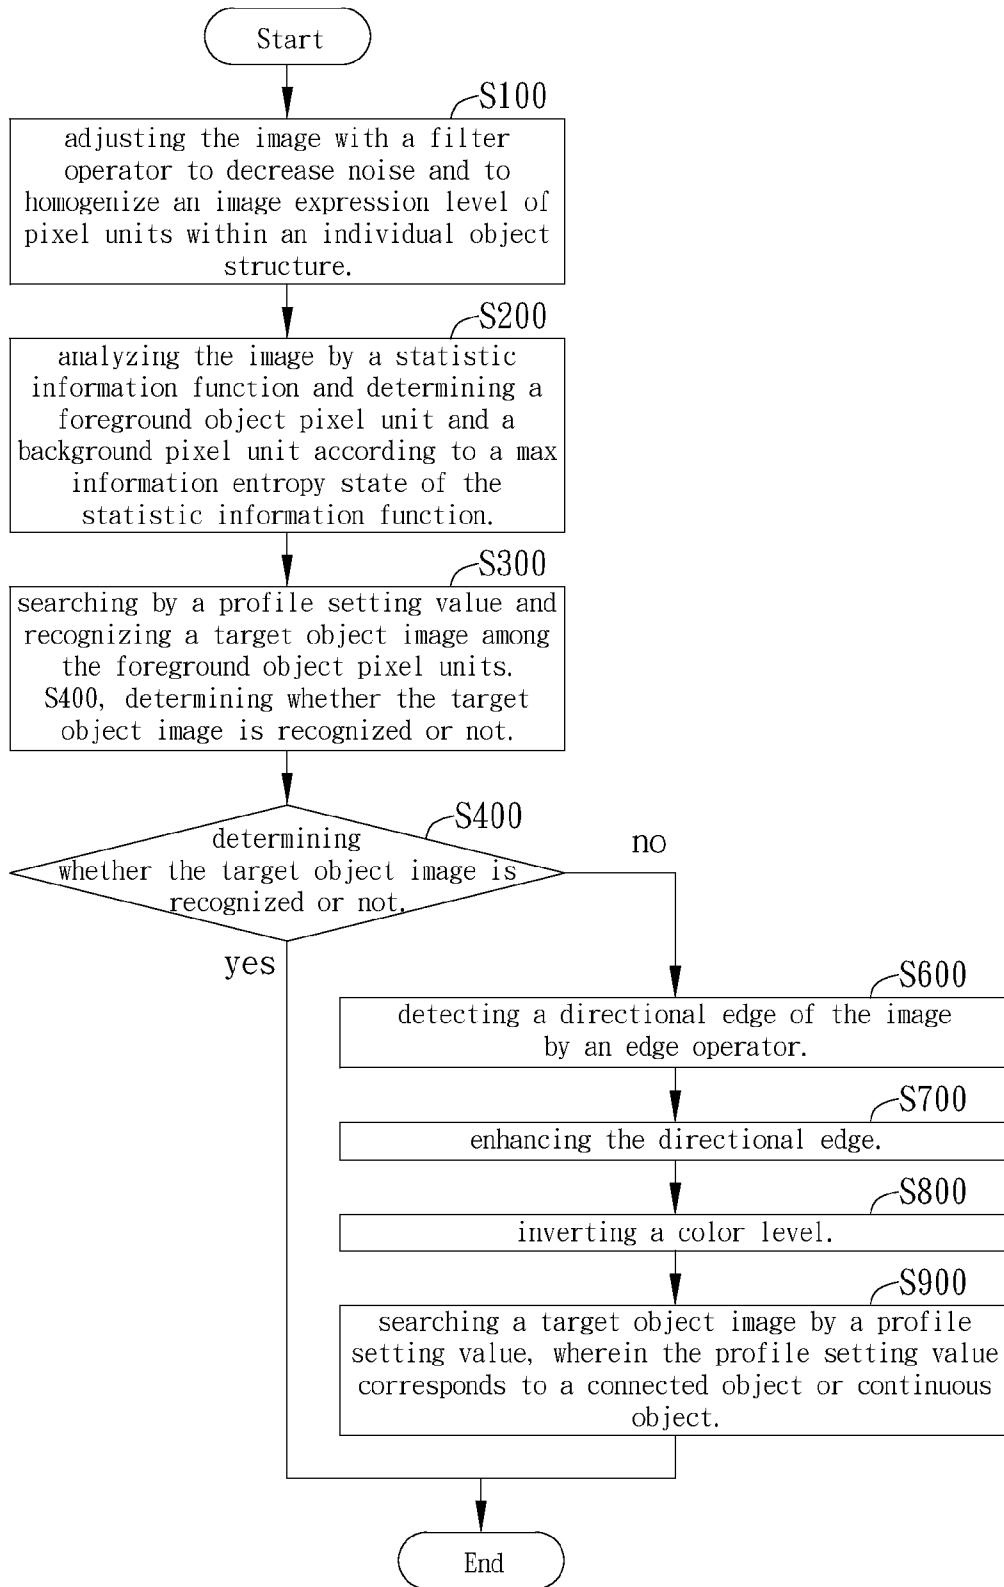 Start
S100
adjusting the image with a filter
operator to decrease noise and to
homogenize an image expression level of
pixel units within an individual object
structure.
S200
analyzing the image by a statistic
information function and determining a
foreground object pixel unit and a
background pixel unit according to a max
information entropy state of the
statistic information function.
S300
searching by a profile setting value and
recognizing a target object image among
the foreground object pixel units.
S400, determining whether the target
object image is recognized or not.
S400
determining
whether the target object image is
recognized or not.
no
yes
S600
detecting a directional edge of the image
by an edge operator.
S700
enhancing the directional edge.
S800
inverting a color level.
S900
searching a target object image by a profile
setting value, wherein the profile setting value
corresponds to a connected object or continuous
object.
End